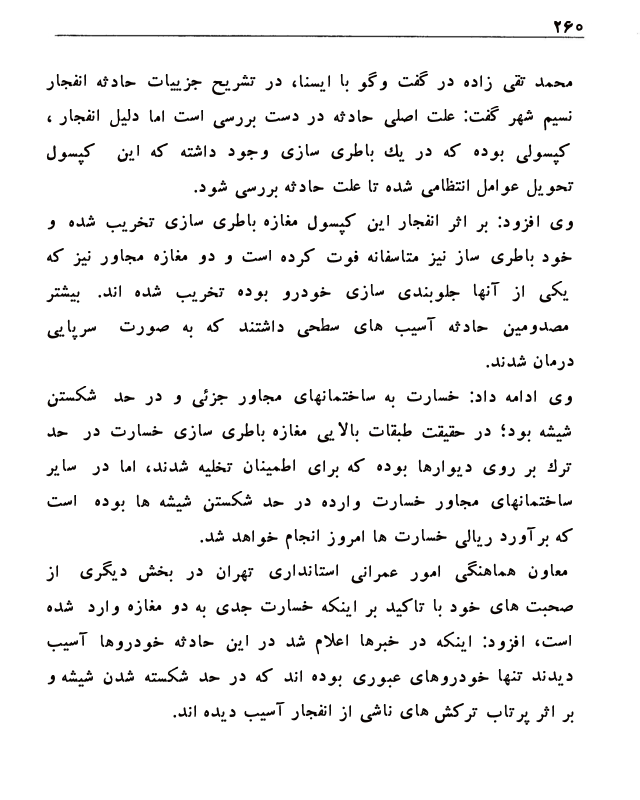 ۲۶۰
محمد تقی زاده در گفت وگو با ایسنا، در تشریح جزییات حادثه انفجار
نسیم شهر گفت: علت اصلی حادثه در دست بررسی است اما دلیل انفجار ،
کپسولی بوده که در یك باطری سازی وجود داشته که این کپسول
تحویل عوامل انتظامی شده تا علت حادثه بررسی شود.
وی افزود: بر اثر انفجار این کپسول مغازه باطری سازی تخریب شده و
خود باطری ساز نیز متاسفانه فوت کرده است و دو مغازه مجاور نیز که
یکی از آنها جلوبندی سازی خودرو بوده تخریب شده اند. بیشتر
مصدومین حادثه آسیب های سطحی داشتند که به صورت سرپایی
درمان شدند.
وی ادامه داد: خسارت به ساختمانهای مجاور جزئی و در حد شکستن
شیشه بود؛ در حقیقت طبقات بالایی مغازه باطری سازی خسارت در حد
ترك بر روی دیوارها بوده که برای اطمینان تخلیه شدند، اما در سایر
ساختمانهای مجاور خسارت وارده در حد شکستن شیشه ها بوده است
که برآورد ریالی خسارت ها امروز انجام خواهد شد.
معاون هماهنگی امور عمرانی استانداری تهران در بخش دیگری از
صحبت های خود با تاکید بر اینکه خسارت جدی به دو مغازه وارد شده
است، افزود: اینکه در خبرها اعلام شد در این حادثه خودروها آسیب
دیدند تنها خودروهای عبوری بوده اند که در حد شکسته شدن شیشه و
بر اثر پرتاب ترکش های ناشی از انفجار آسیب دیده اند.